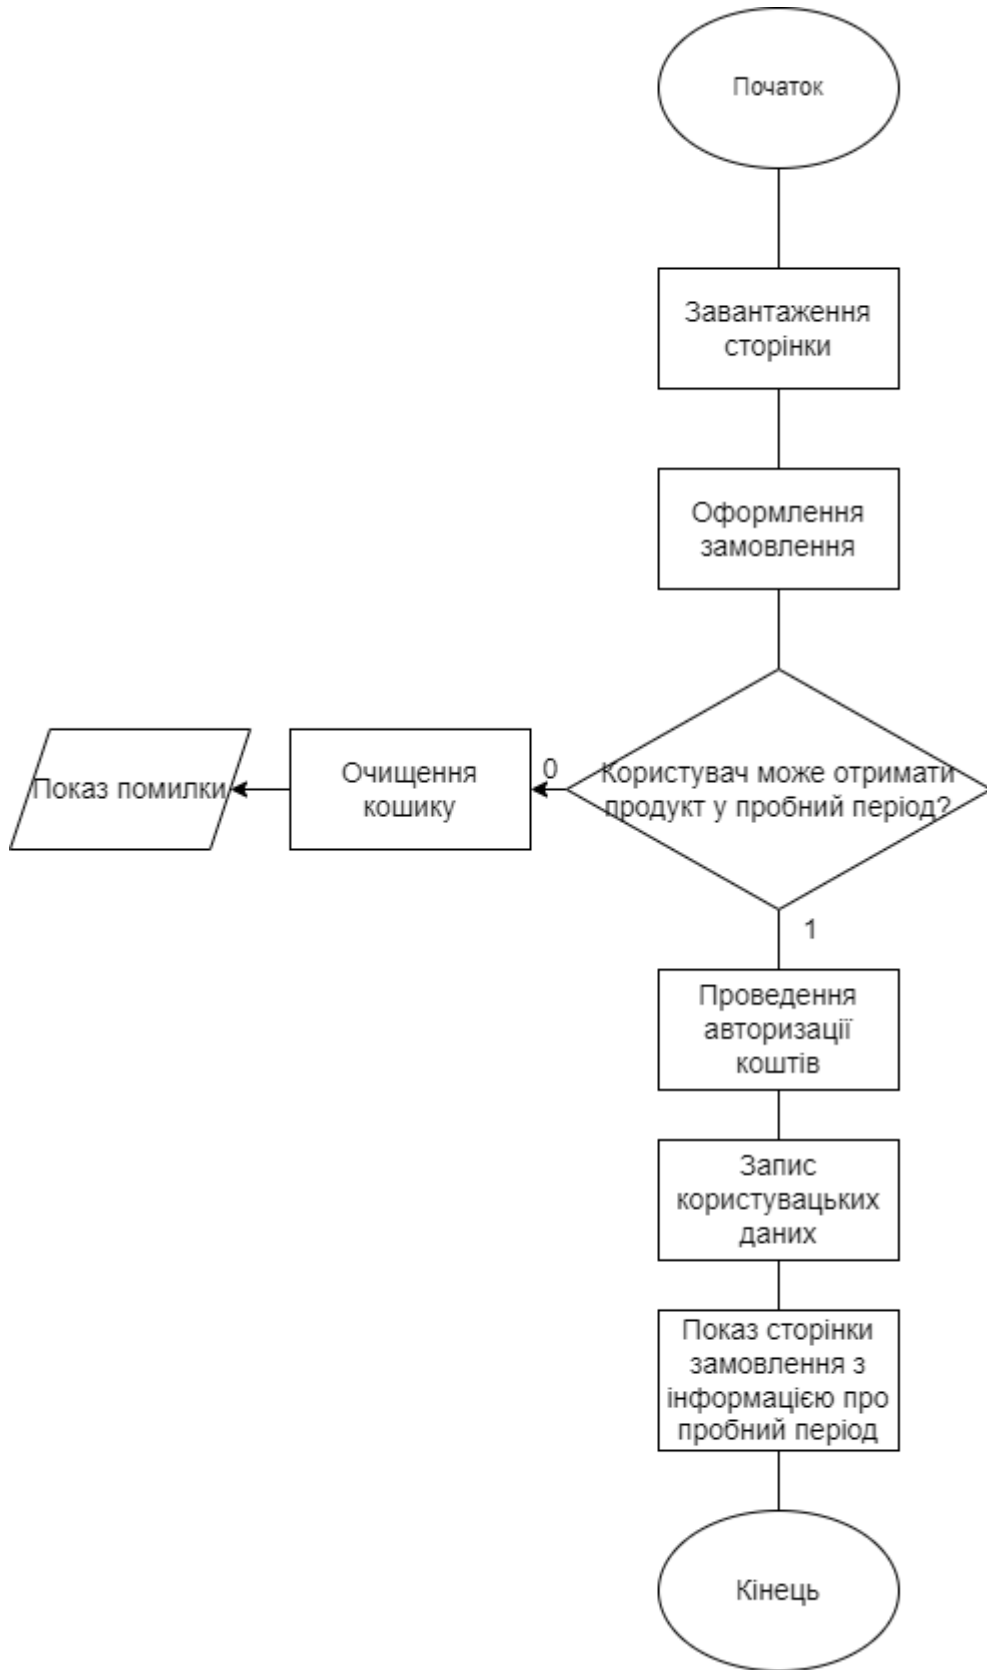 Початок
Завантаження
сторінки
Оформлення
замовлення
Показ помилки
Очищення
кошику
0
Користувач може отримати
продукт у пробний період?
1
Проведення
авторизації
коштів
Запис
користувацьких
даних
Показ сторінки
замовлення з
інформацією про
пробний період
Кінець